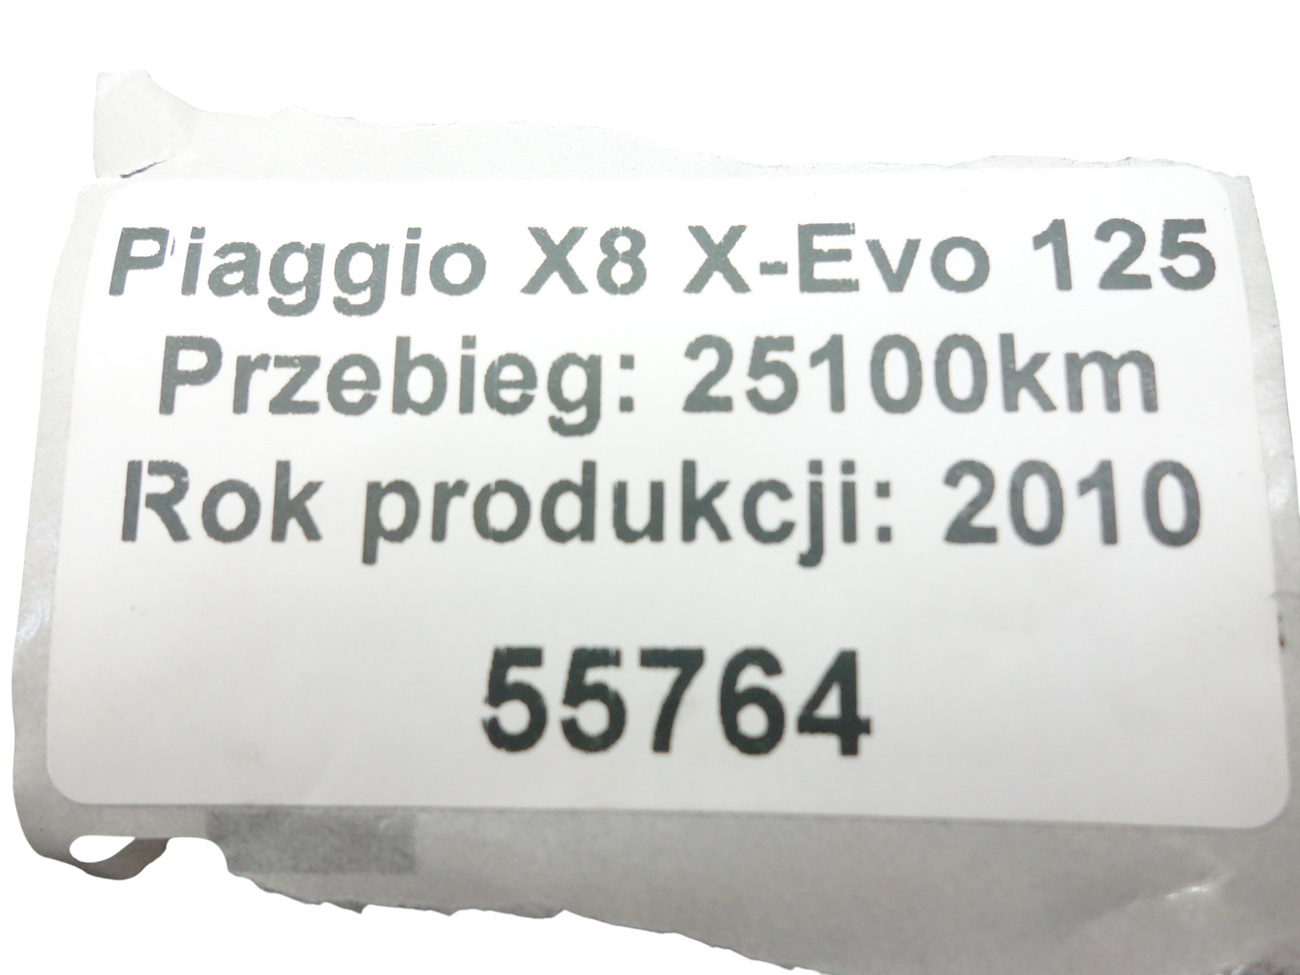 Piaggio X8 X-Evo 125
Przebieg: 25100km
Rok produkcji: 2010
55764